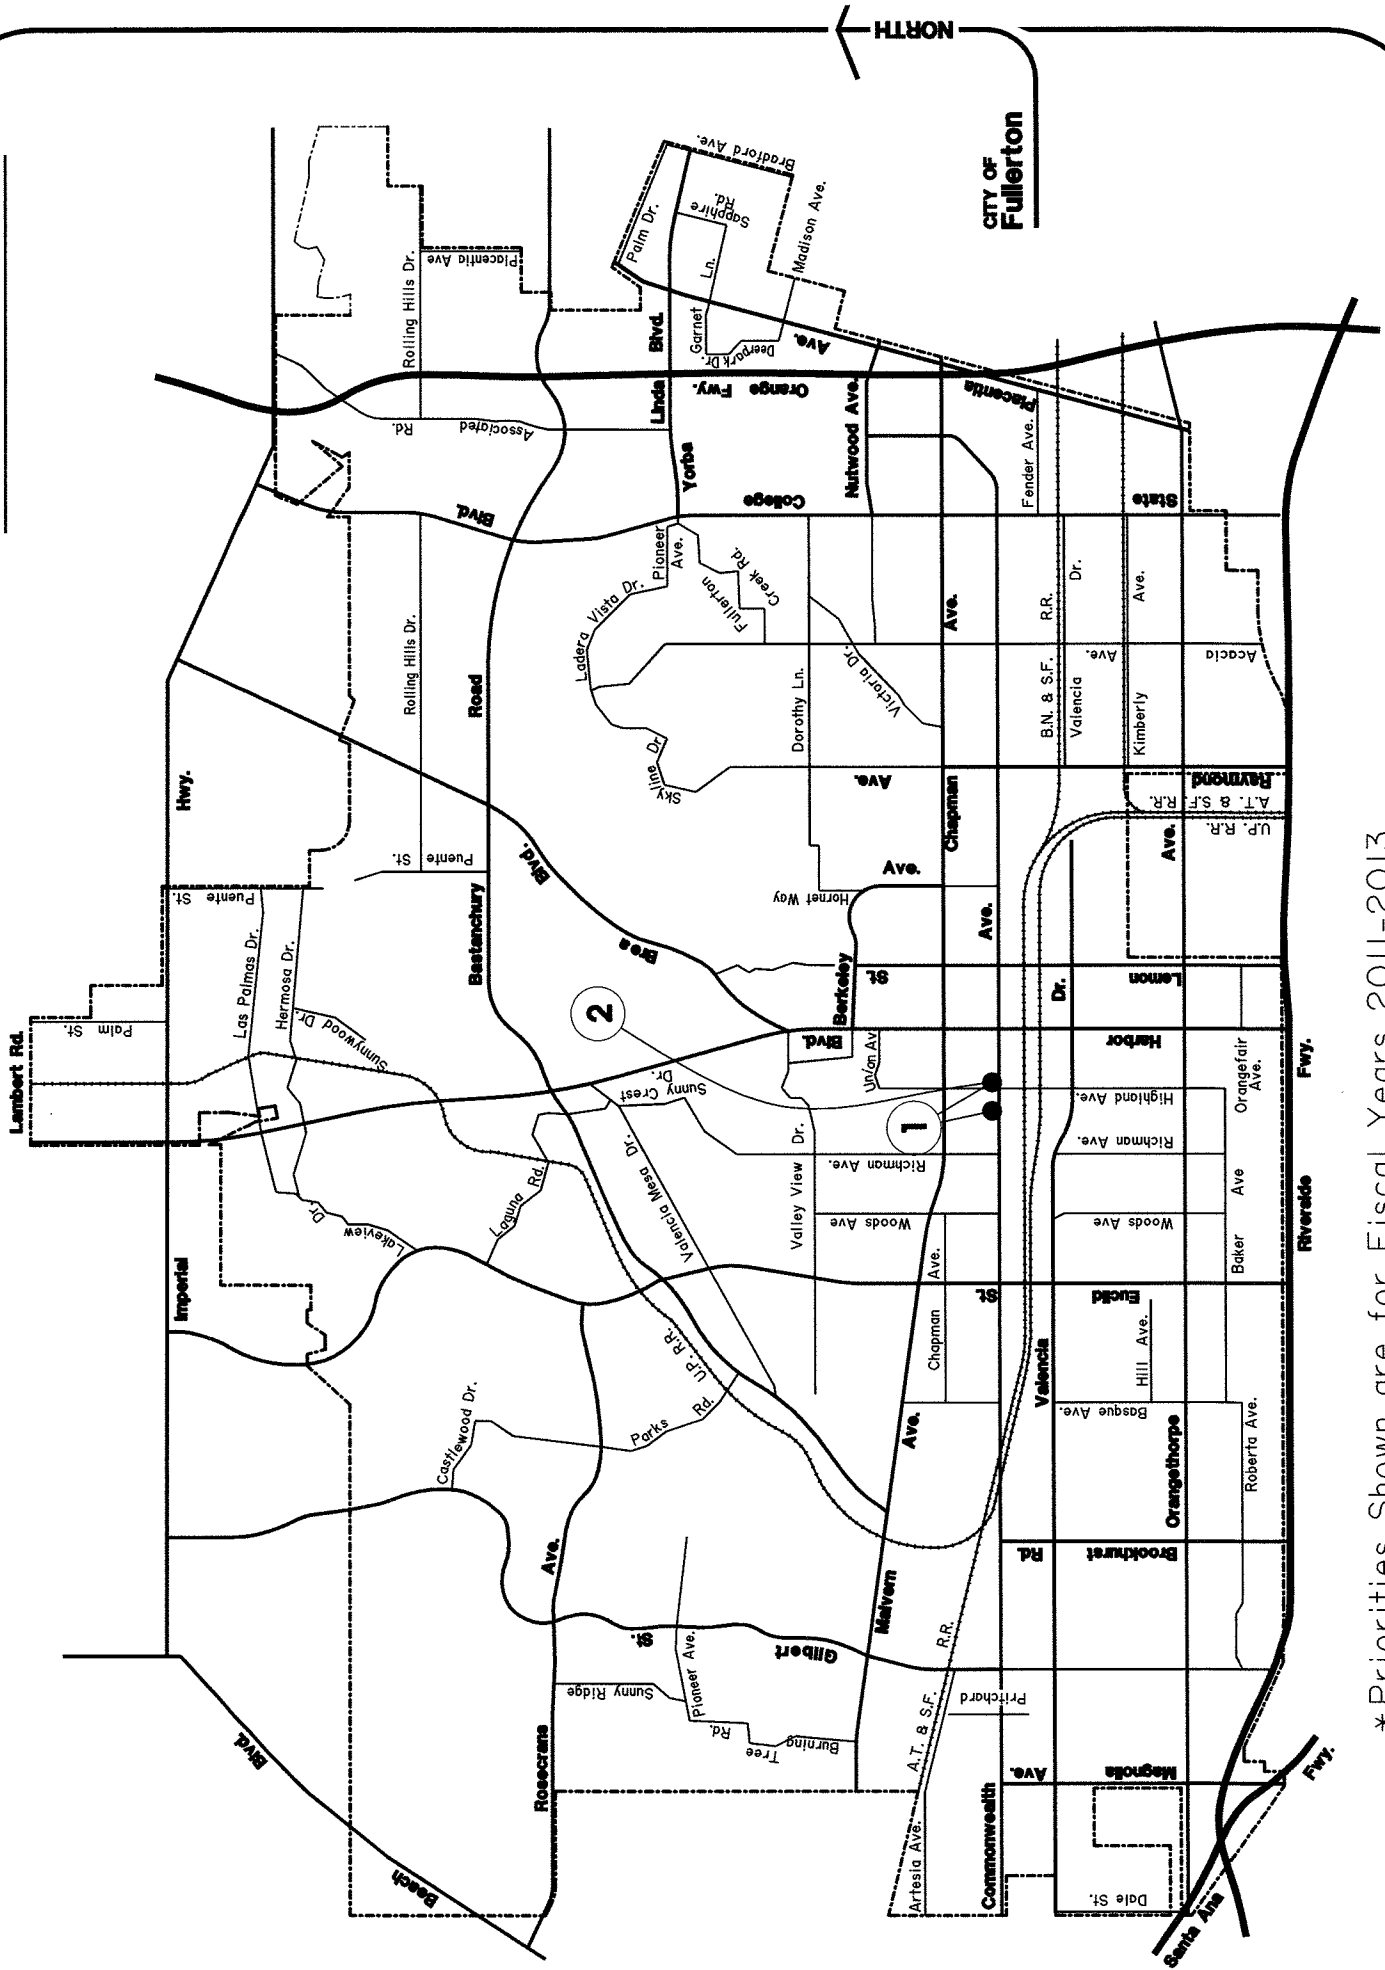 NORTH
CITY OF
Fullerton
Lambert Rd.
Palm St.
Imperial
Hwy.
Puente St.
Las Palmas Dr.
Hermosa Dr.
Sunnywood Dr.
Lakeview
Dr.
Laguna Rd.
Beach
Blvd.
Rosecrans
Ave.
Castlewood Dr.
Parks
Rd.
U.P. R.R.
Valencia Mesa Dr.
Sunny Crest
Dr.
Bastanchury
Road
Puente
St.
Rolling Hills Dr.
Rolling Hills Dr.
Brea
Blvd.
Blvd.
Associated
Rd.
Placentia Ave
Skyline Dr
Ladera Vista Dr.
Pioneer
Ave.
Fullerton
Creek Rd.
Yorba
Linda
Blvd.
Palm Dr.
Bradford Ave.
Sapphire
Rd.
Garnet
Ln.
Deerpark Dr.
Madison Ave.
Orange Fwy.
Placentia
Ave.
College
State
Nutwood Ave.
Dorothy Ln.
Victoria Dr.
Hornet Way
Berkeley
Ave.
Union Av
Valley View Dr.
Sunny Ridge
Pioneer Ave.
Burning
Tree
Rd.
Gilbert
St.
Malvern
Ave.
Chapman
Ave.
Chapman
Ave.
Artesia Ave.
A.T. & S.F. R.R.
Pritchard
Commonwealth
Ave.
Fender Ave.
B.N. & S.F. R.R.
Valencia
Dr.
Valencia
Dr.
Kimberly
Ave.
Acacia
Ave.
Raymond
Ave.
A.T. & S.F. R.R.
U.P. R.R.
Lemon
St.
Harbor
Blvd.
Highland Ave.
Richman Ave.
Richman Ave.
Woods Ave
Woods Ave
Euclid
St.
Basque Ave.
Hill Ave.
Brookhurst
Rd.
Magnolia
Ave.
Dale St.
Orangethorpe
Ave.
Baker
Ave
Orangefair
Ave.
Roberta Ave.
Riverside
Fwy.
Santa Ana
Fwy.
1
2
*Priorities Shown are for Fiscal Years 2011-2013